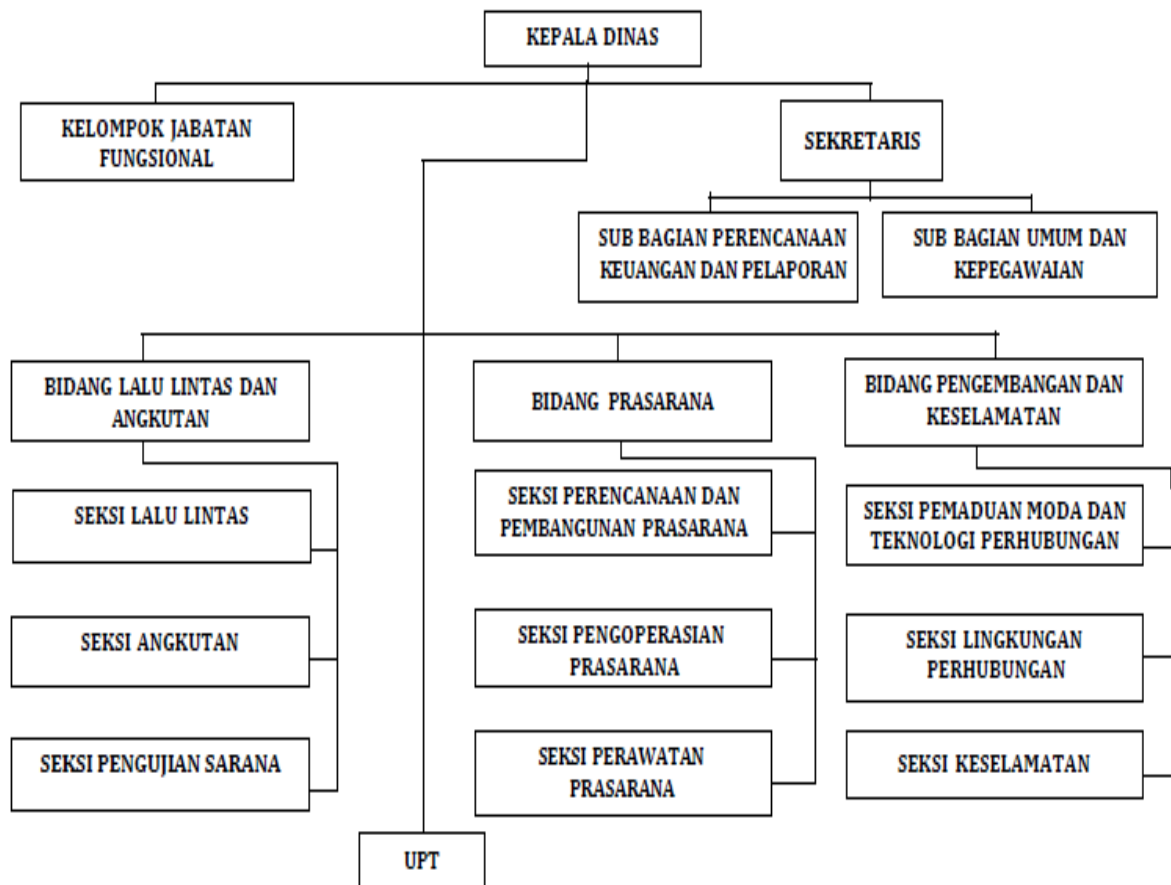 KEPALA DINAS
KELOMPOK JABATAN
FUNGSIONAL
SEKRETARIS
SUB BAGIAN PERENCANAAN
KEUANGAN DAN PELAPORAN
SUB BAGIAN UMUM DAN
KEPEGAWAIAN
BIDANG LALU LINTAS DAN
ANGKUTAN
BIDANG PRASARANA
BIDANG PENGEMBANGAN DAN
KESELAMATAN
SEKSI LALU LINTAS
SEKSI PERENCANAAN DAN
PEMBANGUNAN PRASARANA
SEKSI PEMADUAN MODA DAN
TEKNOLOGI PERHUBUNGAN
SEKSI ANGKUTAN
SEKSI PENGOPERASIAN
PRASARANA
SEKSI LINGKUNGAN
PERHUBUNGAN
SEKSI PENGUJIAN SARANA
SEKSI PERAWATAN
PRASARANA
SEKSI KESELAMATAN
UPT